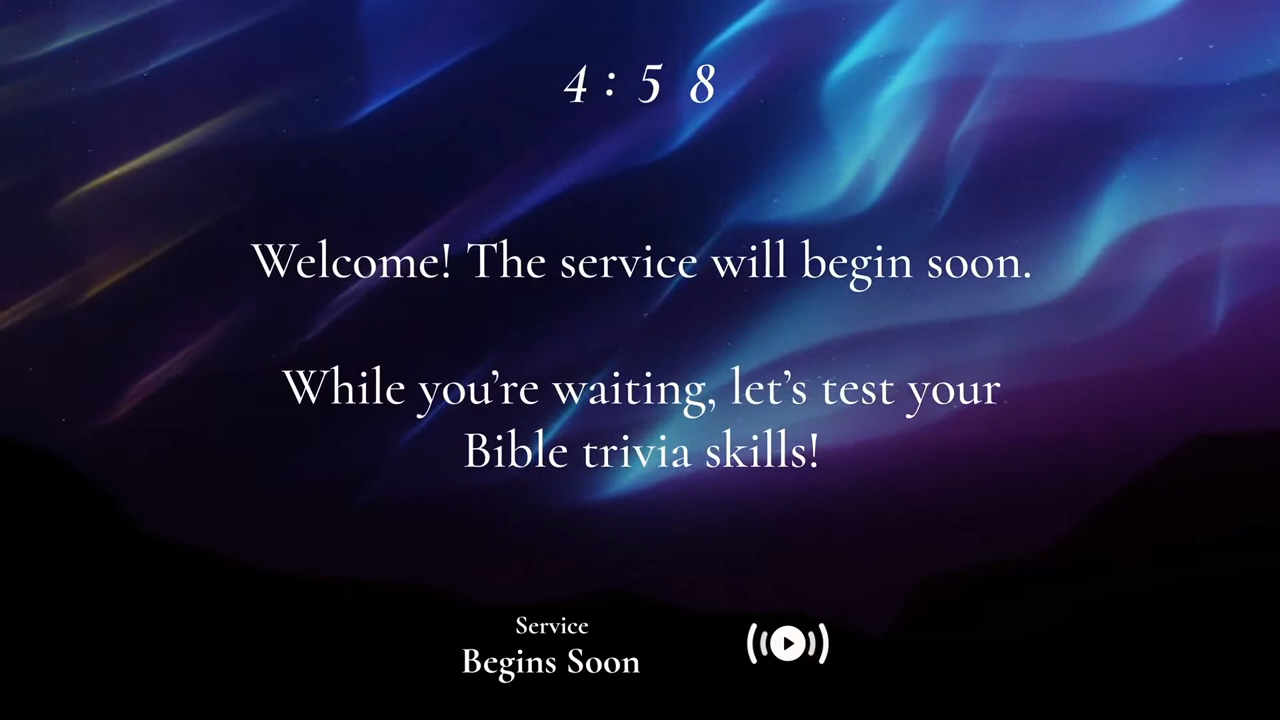 4:58
Welcome! The service will begin soon.
While you’re waiting, let’s test your
Bible trivia skills!
Service
Begins Soon